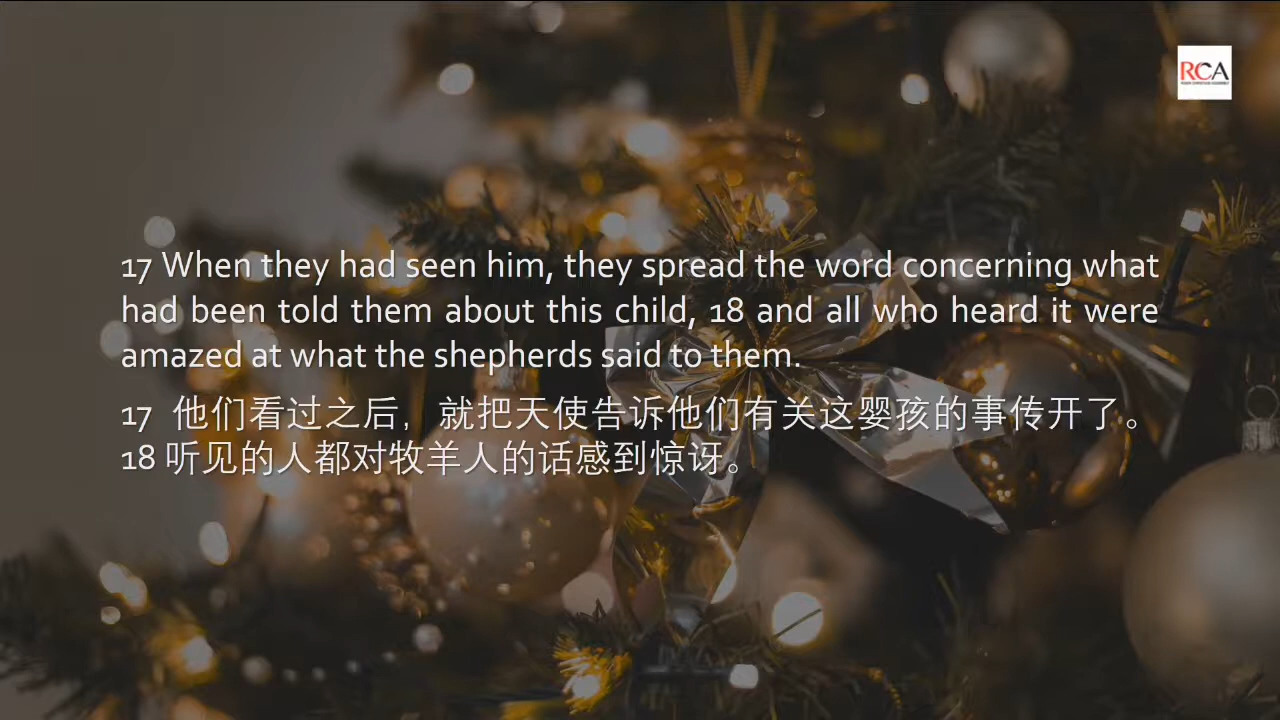 RCA
17 When they had seen him, they spread the word concerning what
had been told them about this child, 18 and all who heard it were
amazed at what the shepherds said to them.
17 他们看过之后，就把天使告诉他们有关这婴孩的事传开了。
18 听见的人都对牧羊人的话感到惊讶。